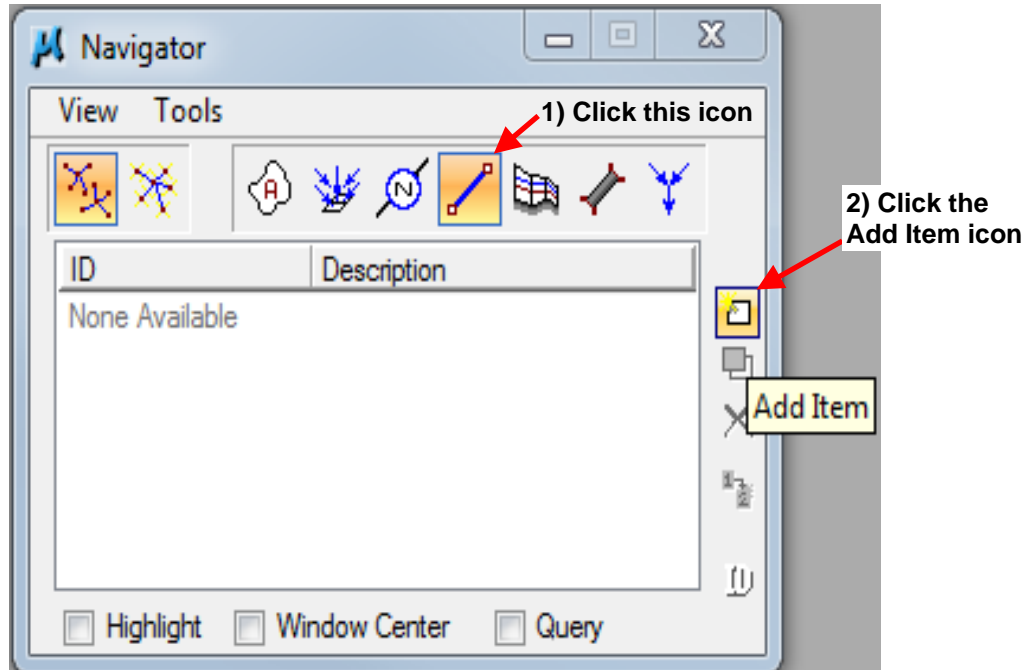 Navigator
View Tools
1) Click this icon
A
N
2) Click the
Add Item icon
ID Description
None Available
Add Item
Highlight Window Center Query